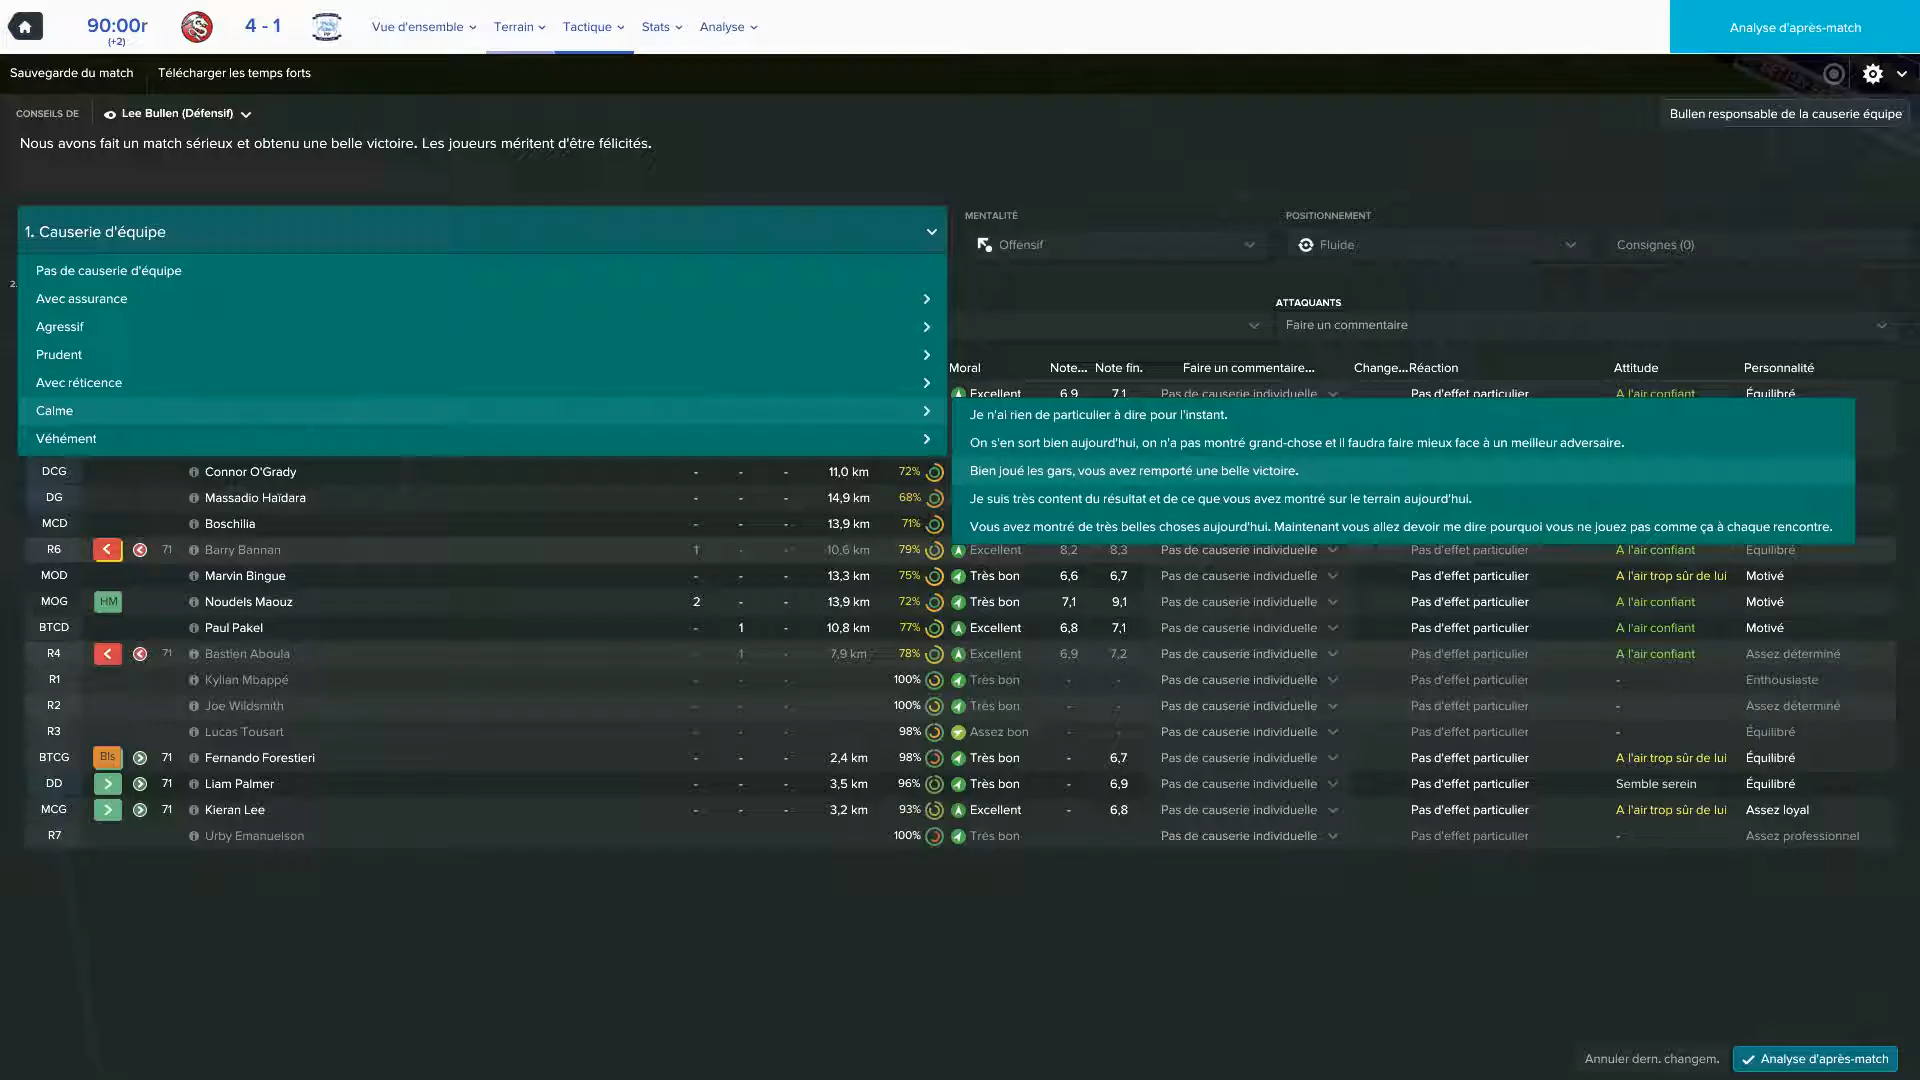 90:00r
(+2)
4 - 1
Vue d'ensemble
Terrain
Tactique
Stats
Analyse
Analyse d'après-match
Sauvegarde du match
Télécharger les temps forts
CONSEILS DE
Lee Bullen (Défensif)
Bullen responsable de la causerie équipe
Nous avons fait un match sérieux et obtenu une belle victoire. Les joueurs méritent d'être félicités.
1. Causerie d'équipe
MENTALITÉ
POSITIONNEMENT
Offensif
Fluide
Consignes (0)
Pas de causerie d'équipe
2.
Avec assurance
Agressif
Prudent
Avec réticence
Calme
Véhément
ATTAQUANTS
Faire un commentaire
Moral Note... Note fin. Faire un commentaire... Change... Réaction Attitude Personnalité
Excellent 6,9 7,1 Pas de causerie individuelle Pas d'effet particulier A l'air confiant Équilibré
Je n'ai rien de particulier à dire pour l'instant.
On s'en sort bien aujourd'hui, on n'a pas montré grand-chose et il faudra faire mieux face à un meilleur adversaire.
Bien joué les gars, vous avez remporté une belle victoire.
Je suis très content du résultat et de ce que vous avez montré sur le terrain aujourd'hui.
Vous avez montré de très belles choses aujourd'hui. Maintenant vous allez devoir me dire pourquoi vous ne jouez pas comme ça à chaque rencontre.
DCG Connor O'Grady - - - 11,0 km 72%
DG Massadio Haïdara - - - 14,9 km 68%
MCD Boschilia - - - 13,9 km 71%
R6 71 Barry Bannan 1 - - 10,6 km 79% Excellent 8,2 8,3 Pas de causerie individuelle Pas d'effet particulier A l'air confiant Équilibré
MOD Marvin Bingue - - - 13,3 km 75% Très bon 6,6 6,7 Pas de causerie individuelle Pas d'effet particulier A l'air trop sûr de lui Motivé
MOG HM Noudels Maouz 2 - - 13,9 km 72% Très bon 7,1 9,1 Pas de causerie individuelle Pas d'effet particulier A l'air confiant Motivé
BTCD Paul Pakel - 1 - 10,8 km 77% Excellent 6,8 7,1 Pas de causerie individuelle Pas d'effet particulier A l'air confiant Motivé
R4 71 Bastien Aboula - 1 - 7,9 km 78% Excellent 6,9 7,2 Pas de causerie individuelle Pas d'effet particulier A l'air confiant Assez déterminé
R1 Kylian Mbappé - - - 100% Très bon - - Pas de causerie individuelle Pas d'effet particulier - Enthousiaste
R2 Joe Wildsmith - - - 100% Très bon - - Pas de causerie individuelle Pas d'effet particulier - Assez déterminé
R3 Lucas Tousart - - - 98% Assez bon - - Pas de causerie individuelle Pas d'effet particulier - Équilibré
BTCG Bls 71 Fernando Forestieri - - - 2,4 km 98% Très bon - 6,7 Pas de causerie individuelle Pas d'effet particulier A l'air trop sûr de lui Équilibré
DD 71 Liam Palmer - - - 3,5 km 96% Très bon - 6,9 Pas de causerie individuelle Pas d'effet particulier Semble serein Équilibré
MCG 71 Kieran Lee - - - 3,2 km 93% Excellent - 6,8 Pas de causerie individuelle Pas d'effet particulier A l'air trop sûr de lui Assez loyal
R7 Urby Emanuelson 100% Très bon Pas de causerie individuelle Pas d'effet particulier - Assez professionnel
Annuler dern. changem.
Analyse d'après-match